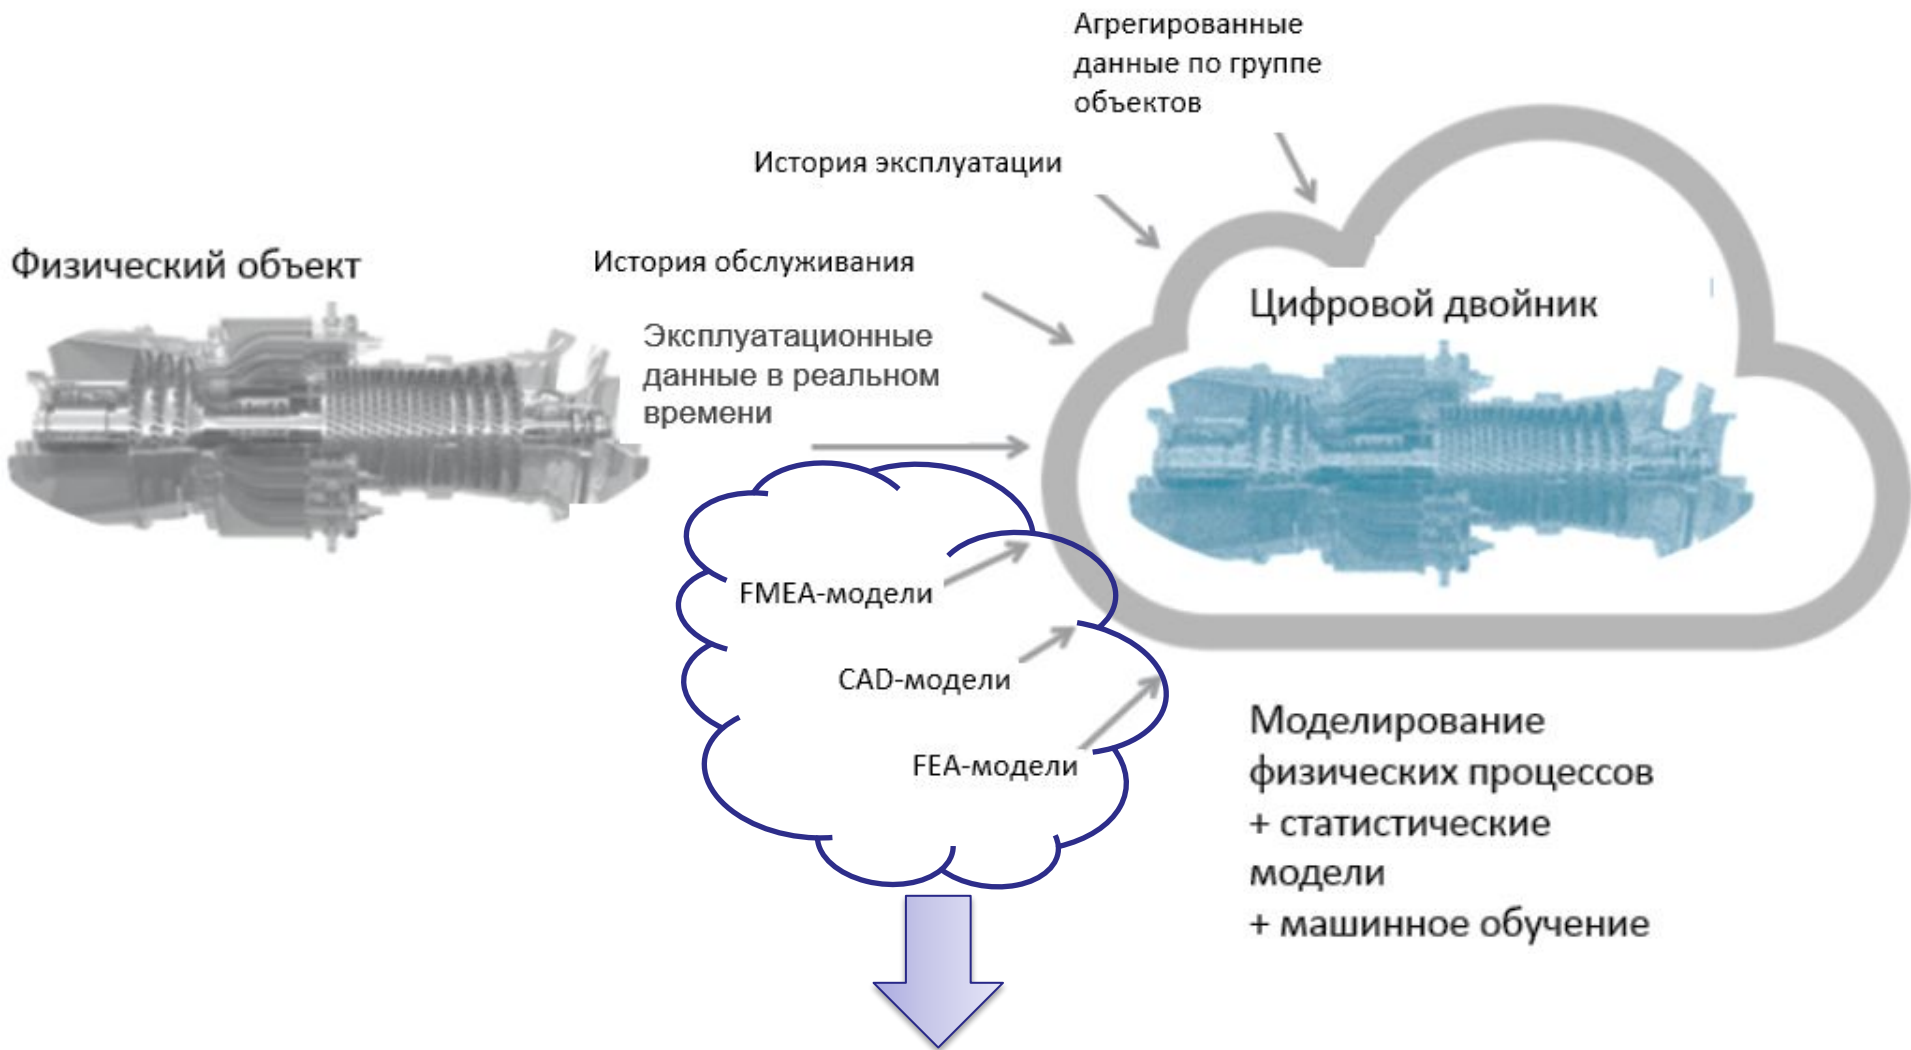 Агрегированные
данные по группе
объектов
История эксплуатации
Физический объект
История обслуживания
Цифровой двойник
Эксплуатационные
данные в реальном
времени
FMEA-модели
CAD-модели
FEA-модели
Моделирование
физических процессов
+ статистические
модели
+ машинное обучение